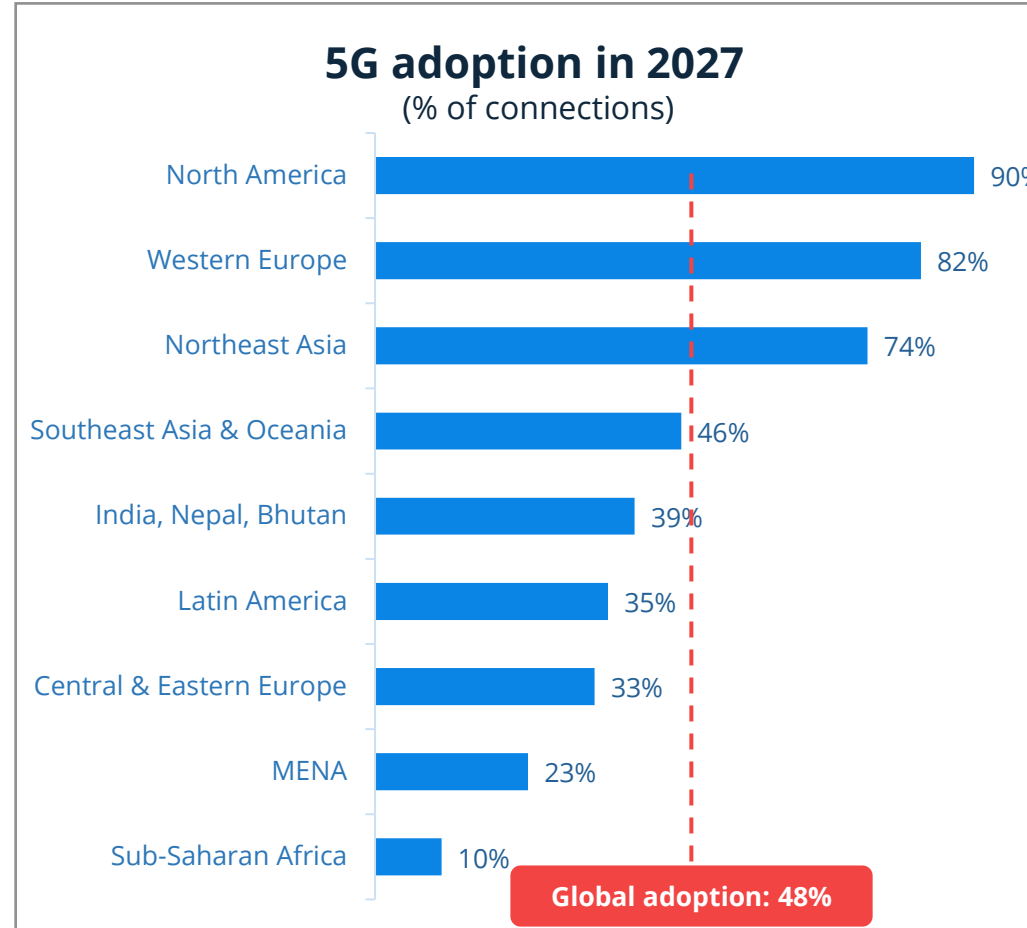 5G adoption in 2027
(% of connections)
North America 90%
Western Europe 82%
Northeast Asia 74%
Southeast Asia & Oceania 46%
India, Nepal, Bhutan 39%
Latin America 35%
Central & Eastern Europe 33%
MENA 23%
Sub-Saharan Africa 10%
Global adoption: 48%